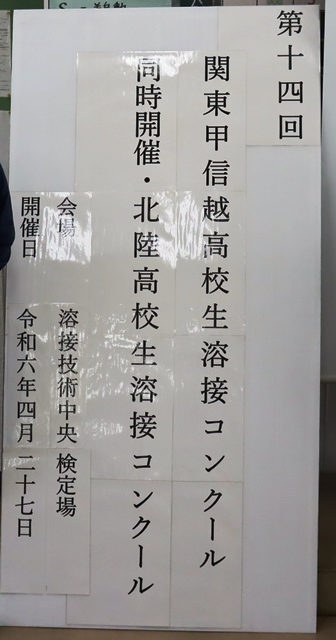 第十四回
関東甲信越高校生溶接コンクール
同時開催・北陸高校生溶接コンクール
会場 溶接技術中央検定場
開催日 令和六年四月二十七日